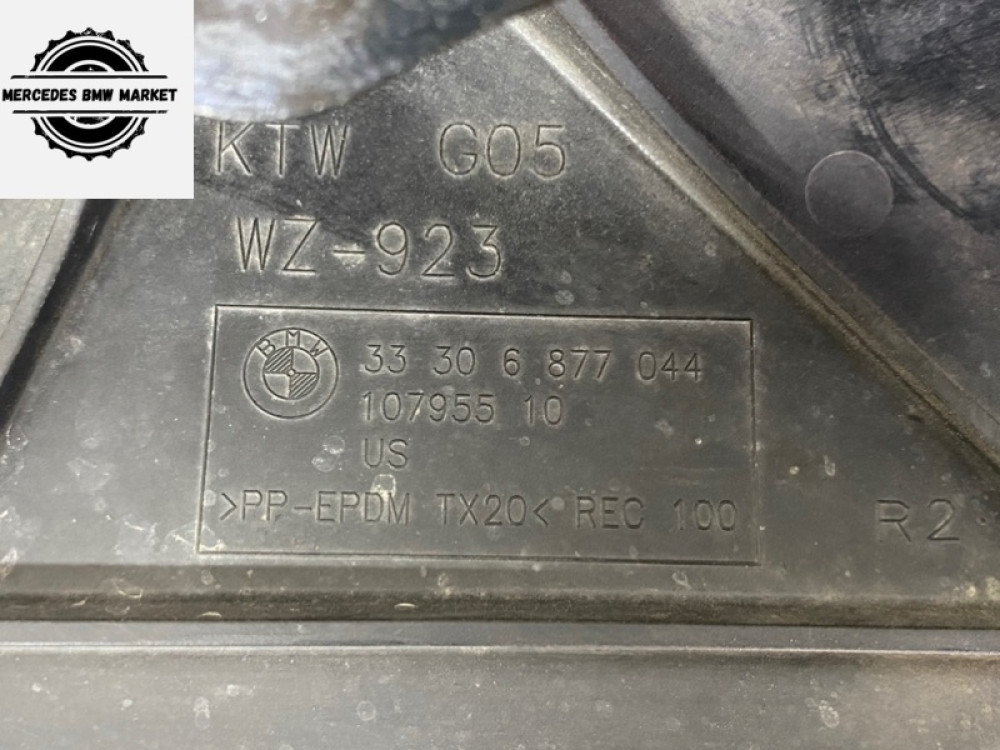 MERCEDES BMW MARKET
KTW G05
WZ-923
BMW
33 30 6 877 044
107955 10
US
>PP-EPDM TX20< REC 100
R2